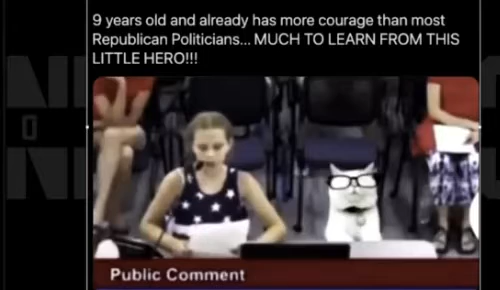 9 years old and already has more courage than most
Republican Politicians... MUCH TO LEARN FROM THIS
LITTLE HERO!!!
Public Comment